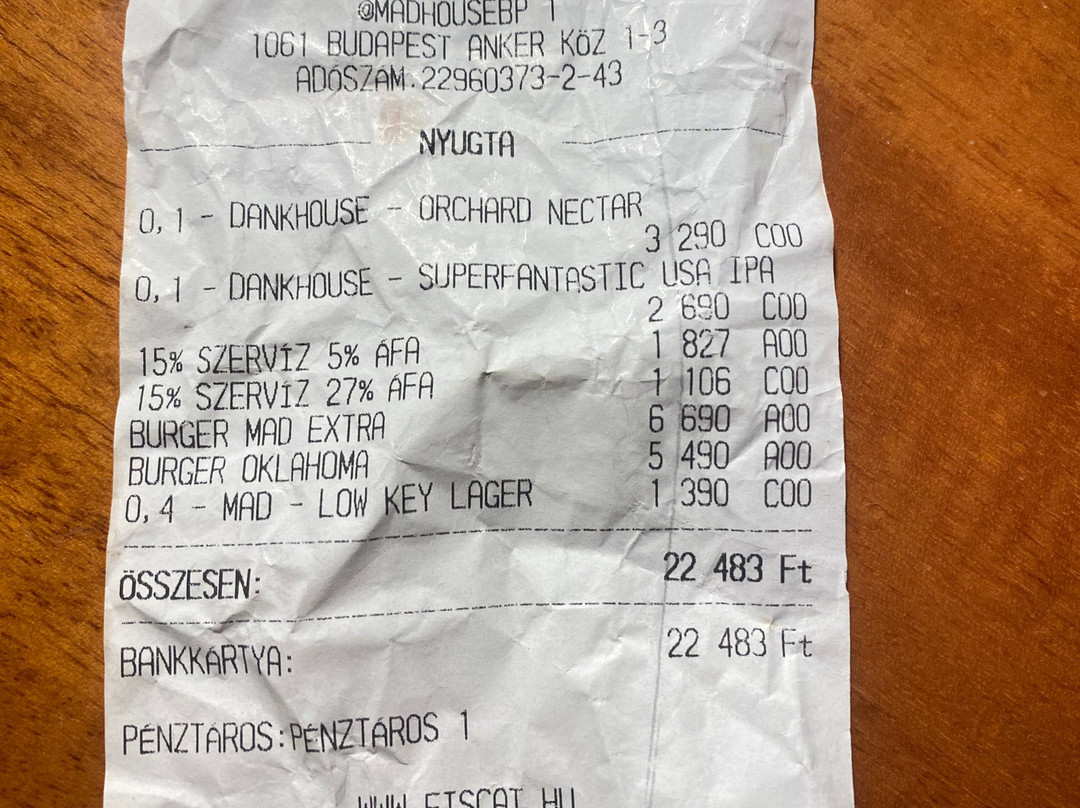 @MADHOUSEBP 1
1061 BUDAPEST ANKER KÖZ 1-3
ADÓSZÁM:22960373-2-43
NYUGTA
0,1 - DANKHOUSE - ORCHARD NECTAR
3 290 C00
0,1 - DANKHOUSE - SUPERFANTASTIC USA IPA
2 690 C00
15% SZERVÍZ 5% ÁFA 1 827 A00
15% SZERVÍZ 27% ÁFA 1 106 C00
BURGER MAD EXTRA 6 690 A00
BURGER OKLAHOMA 5 490 A00
0,4 - MAD - LOW KEY LAGER 1 390 C00
ÖSSZESEN: 22 483 Ft
BANKKÁRTYA: 22 483 Ft
PÉNZTÁROS:PÉNZTÁROS 1
WWW.FISCAT.HU